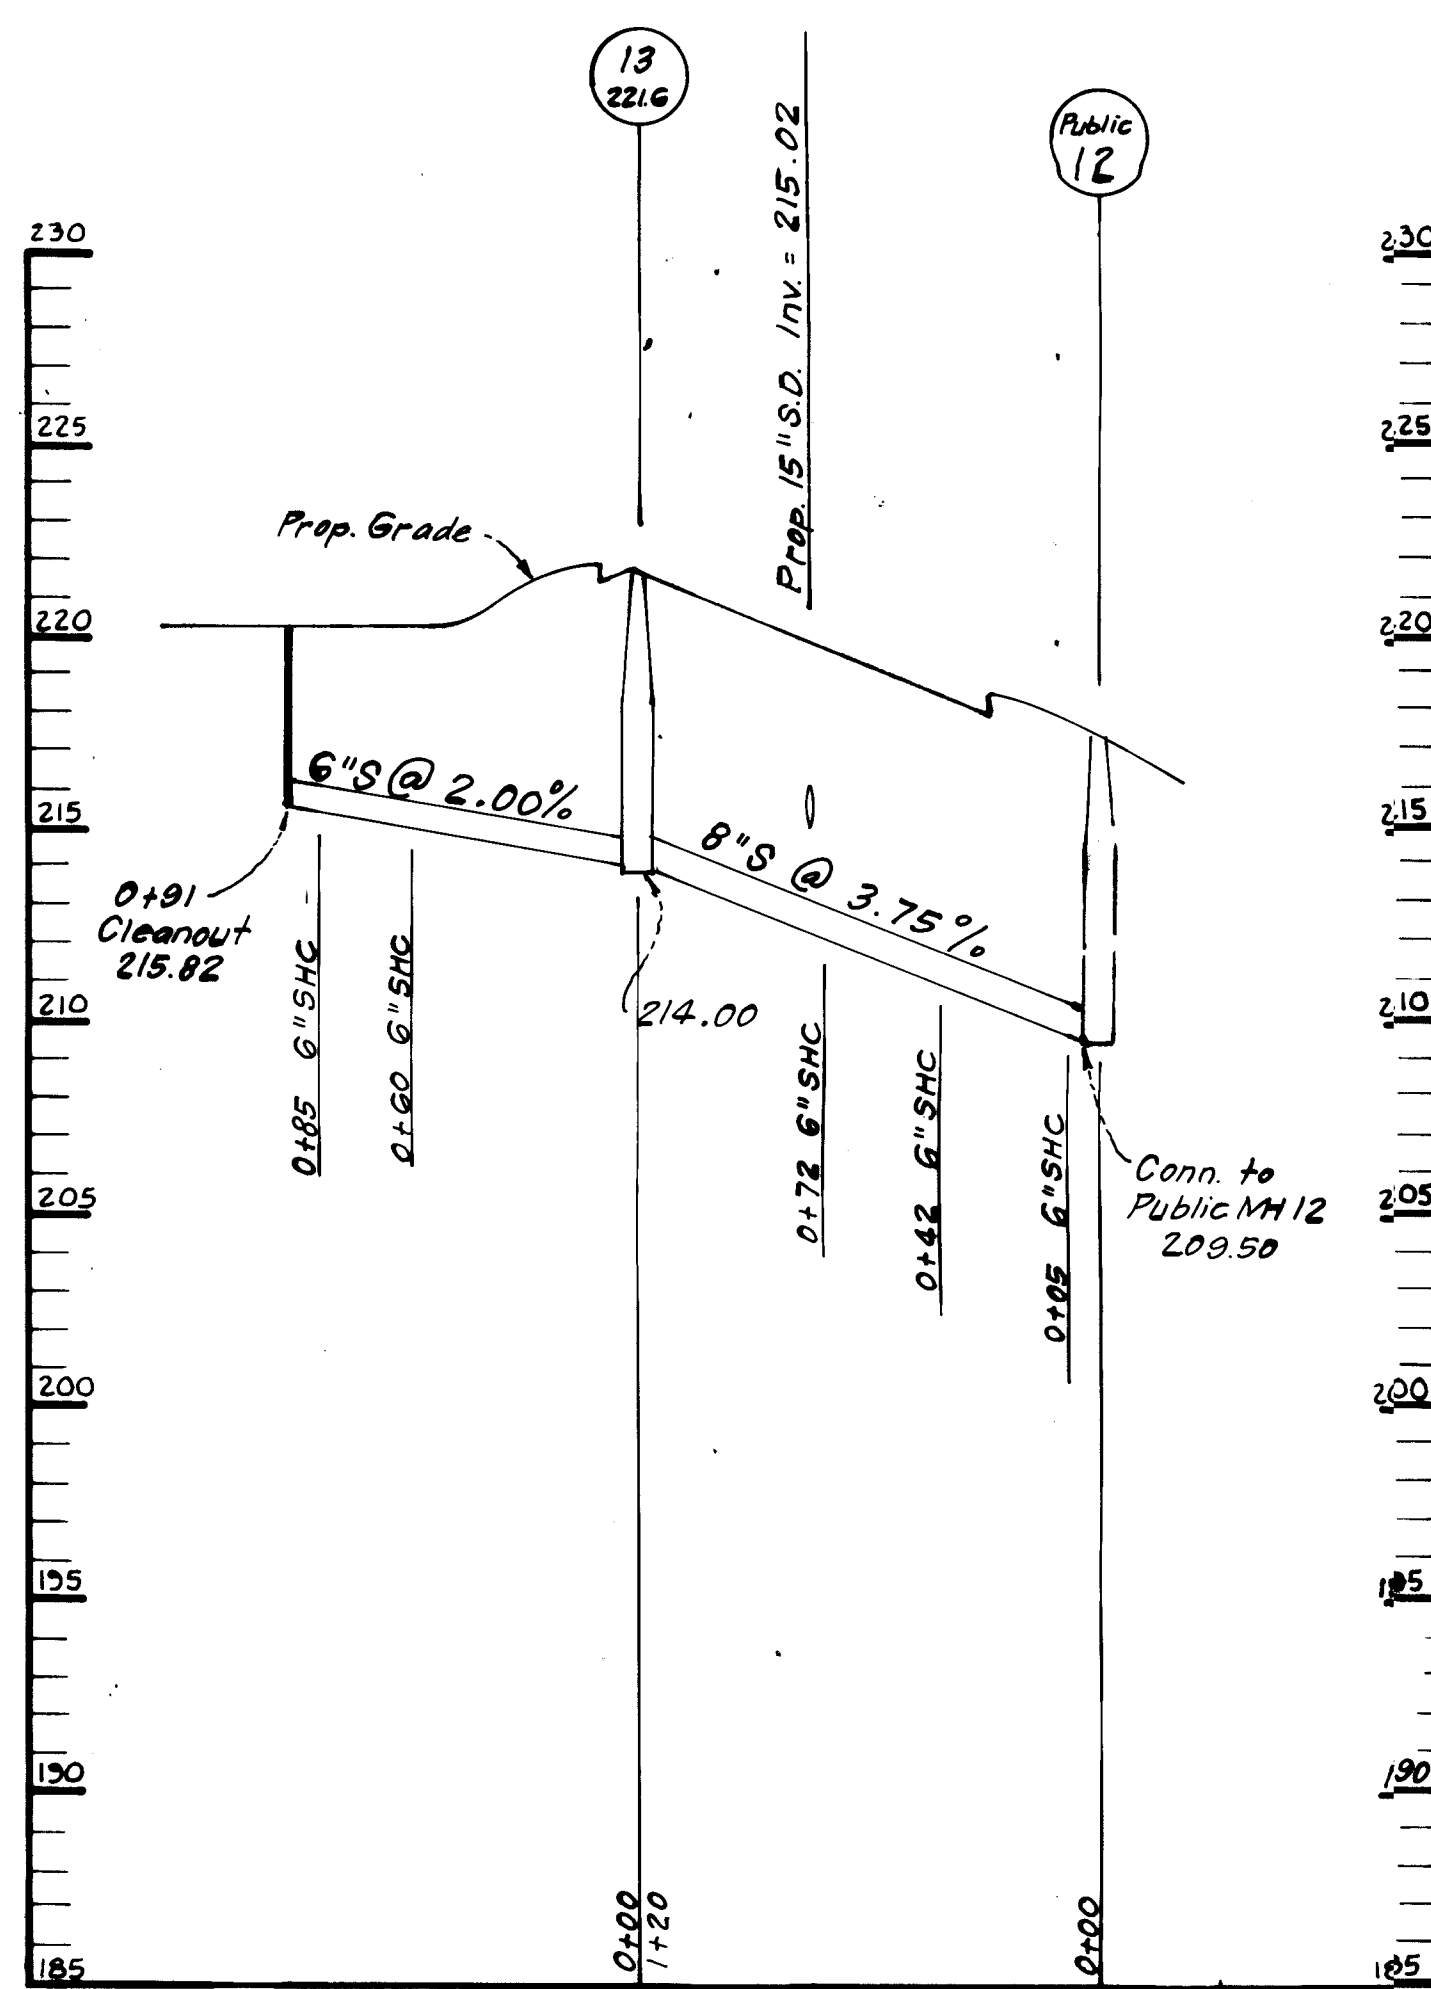 13
221.6
Public
12
Prop. 15" S.D. Inv. = 215.02
230
230
225
225
Prop. Grade
220
220
6"S @ 2.00%
215
215
8"S @ 3.75%
0+91
Cleanout
215.82
0+85 6"SHC
0+60 6"SHC
210
210
214.00
0+72 6"SHC
0+42 6"SHC
0+05 6"SHC
Conn. to
Public MH 12
209.50
205
205
200
200
195
195
190
190
0+00
1+20
0+00
185
185